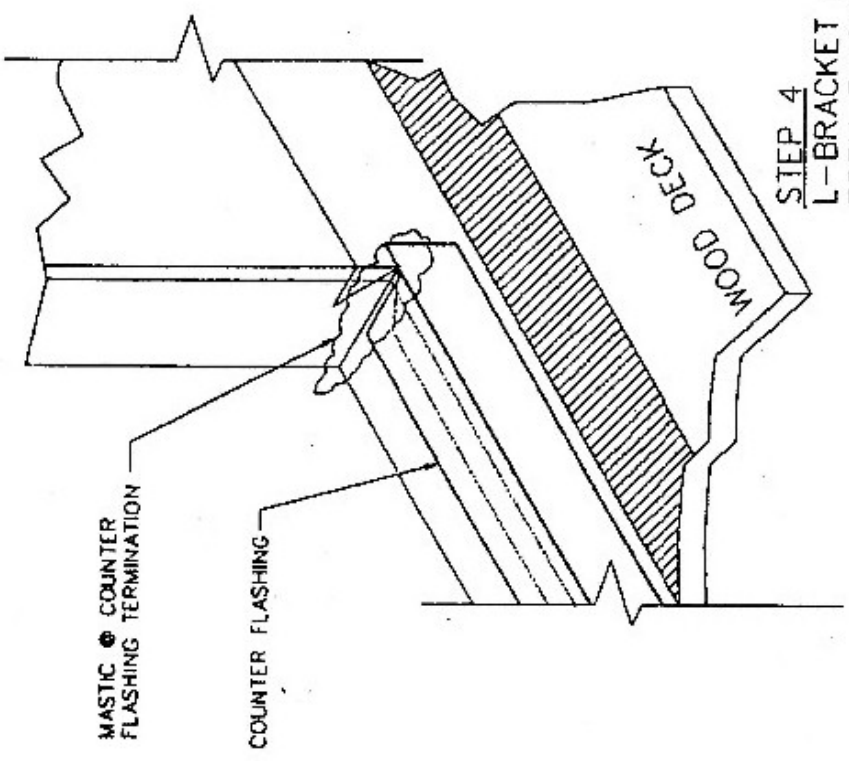 MASTIC @ COUNTER
FLASHING TERMINATION
COUNTER FLASHING
WOOD DECK
STEP 4
L-BRACKET